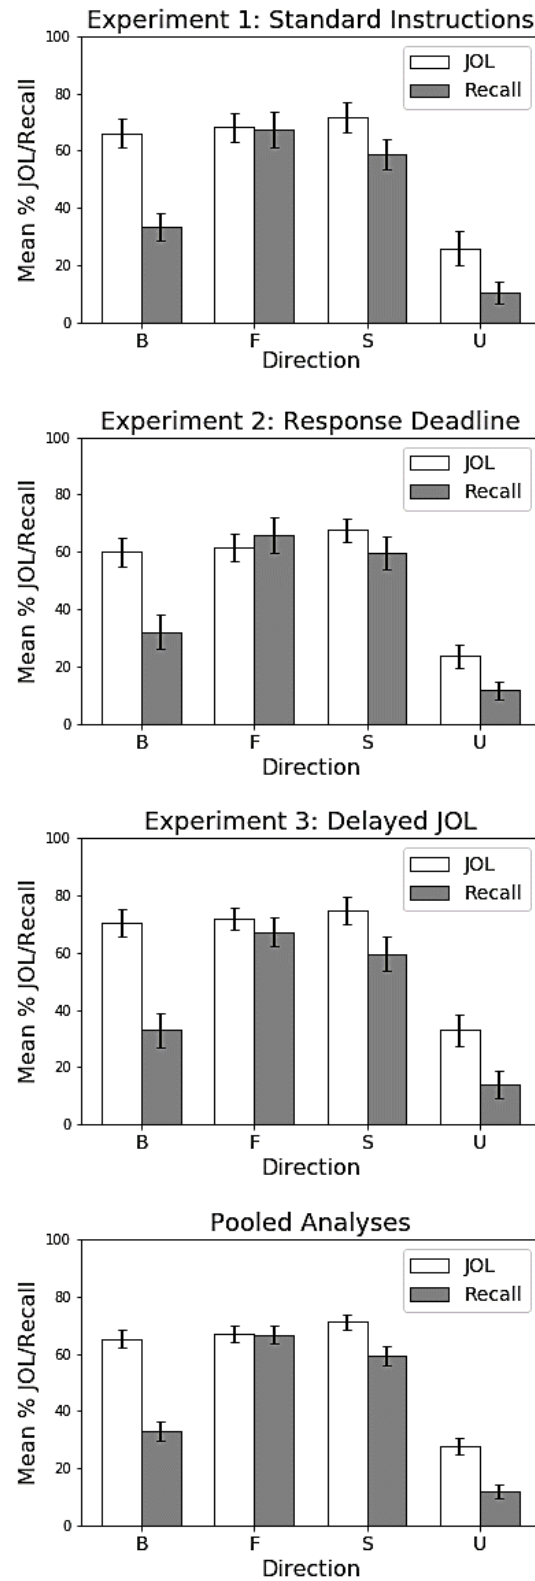 Experiment 1: Standard Instructions
100
80
60
40
20
0
Mean % JOL/Recall
JOL
Recall
B F S U
Direction
Experiment 2: Response Deadline
100
80
60
40
20
0
Mean % JOL/Recall
JOL
Recall
B F S U
Direction
Experiment 3: Delayed JOL
100
80
60
40
20
0
Mean % JOL/Recall
JOL
Recall
B F S U
Direction
Pooled Analyses
100
80
60
40
20
0
Mean % JOL/Recall
JOL
Recall
B F S U
Direction